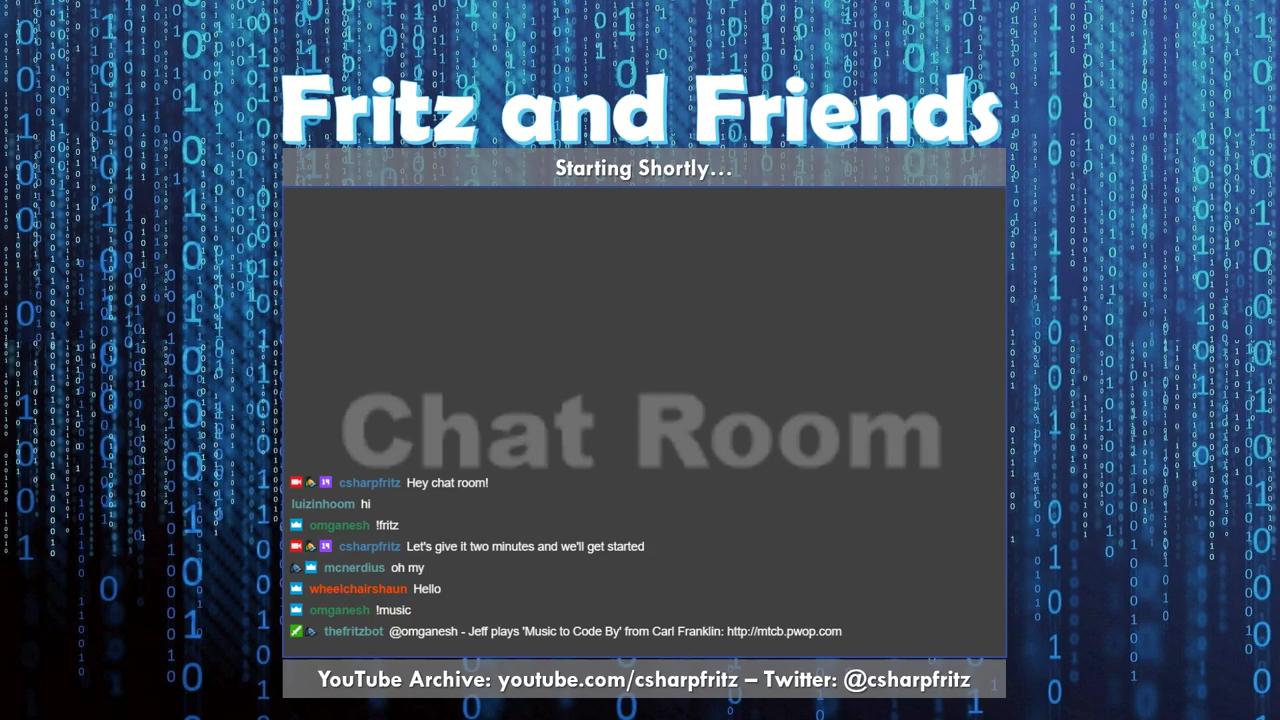 Fritz and Friends
Starting Shortly...
Chat Room
csharpfritz Hey chat room!
luizinhoom hi
omganesh !fritz
csharpfritz Let's give it two minutes and we'll get started
mcnerdius oh my
wheelchairshaun Hello
omganesh !music
thefritzbot @omganesh - Jeff plays 'Music to Code By' from Carl Franklin: http://mtcb.pwop.com
YouTube Archive: youtube.com/csharpfritz – Twitter: @csharpfritz